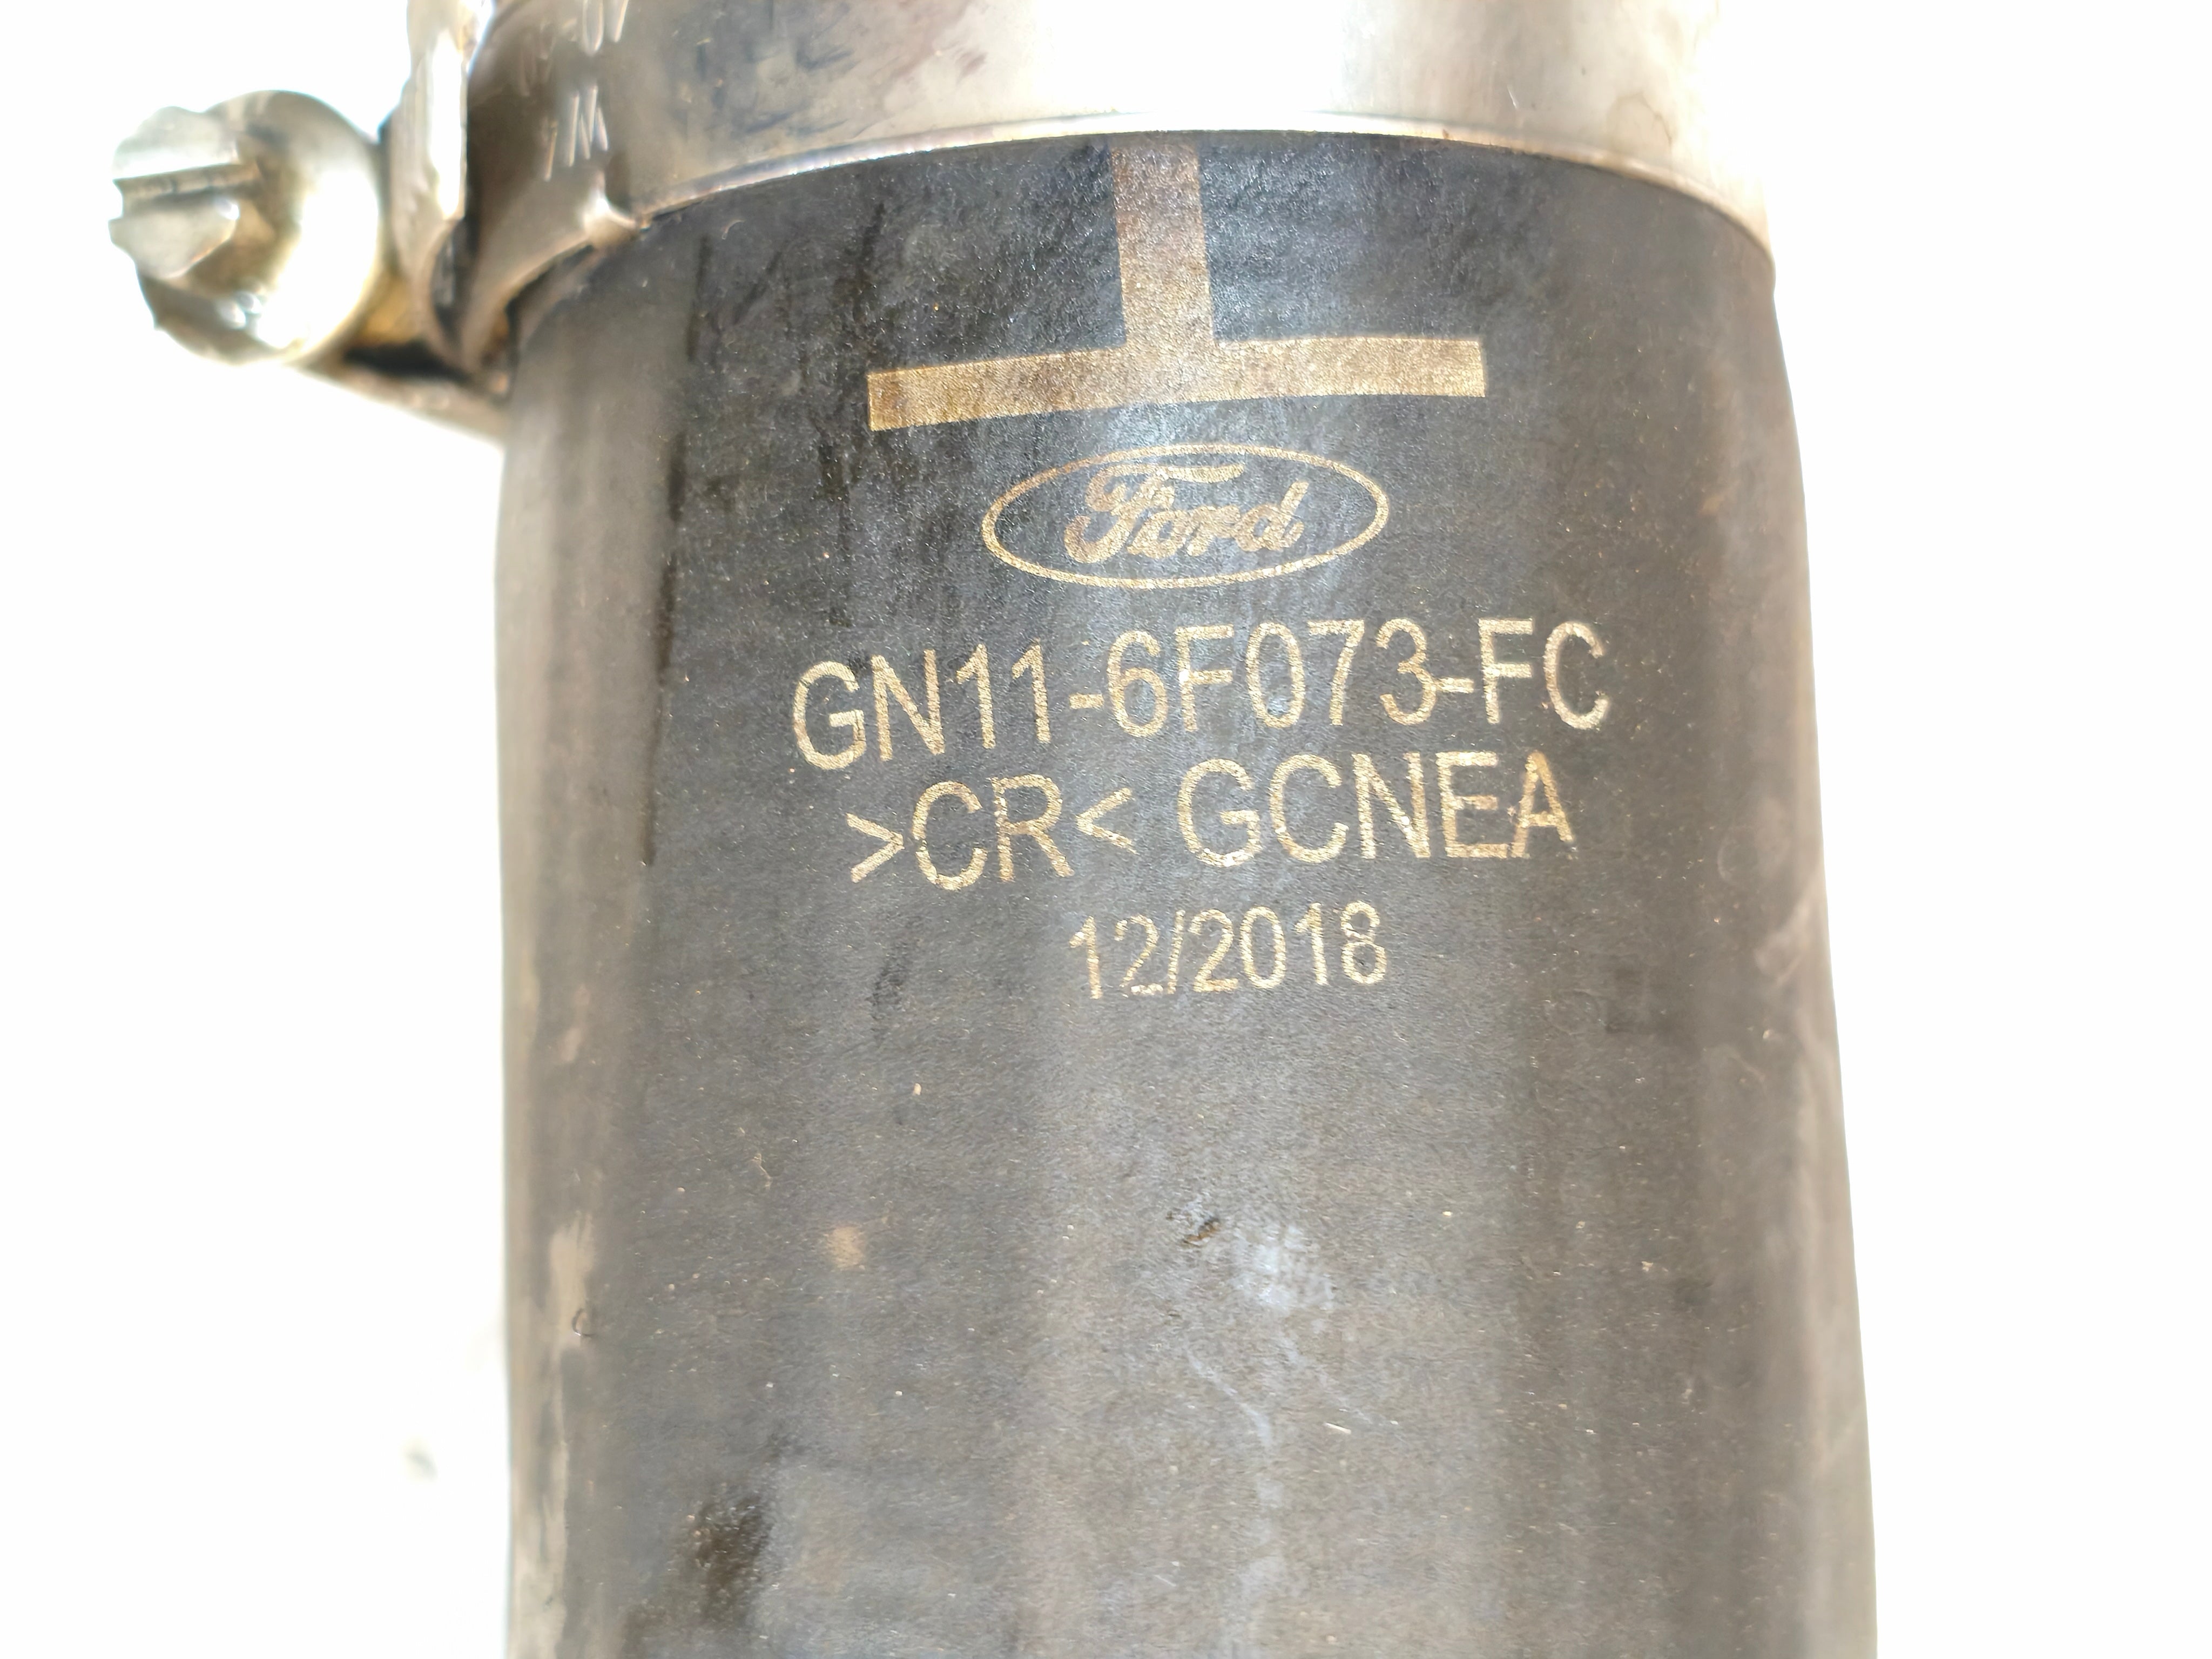 Ford
GN11-6F073-FC
>CR< GCNEA
12/2018